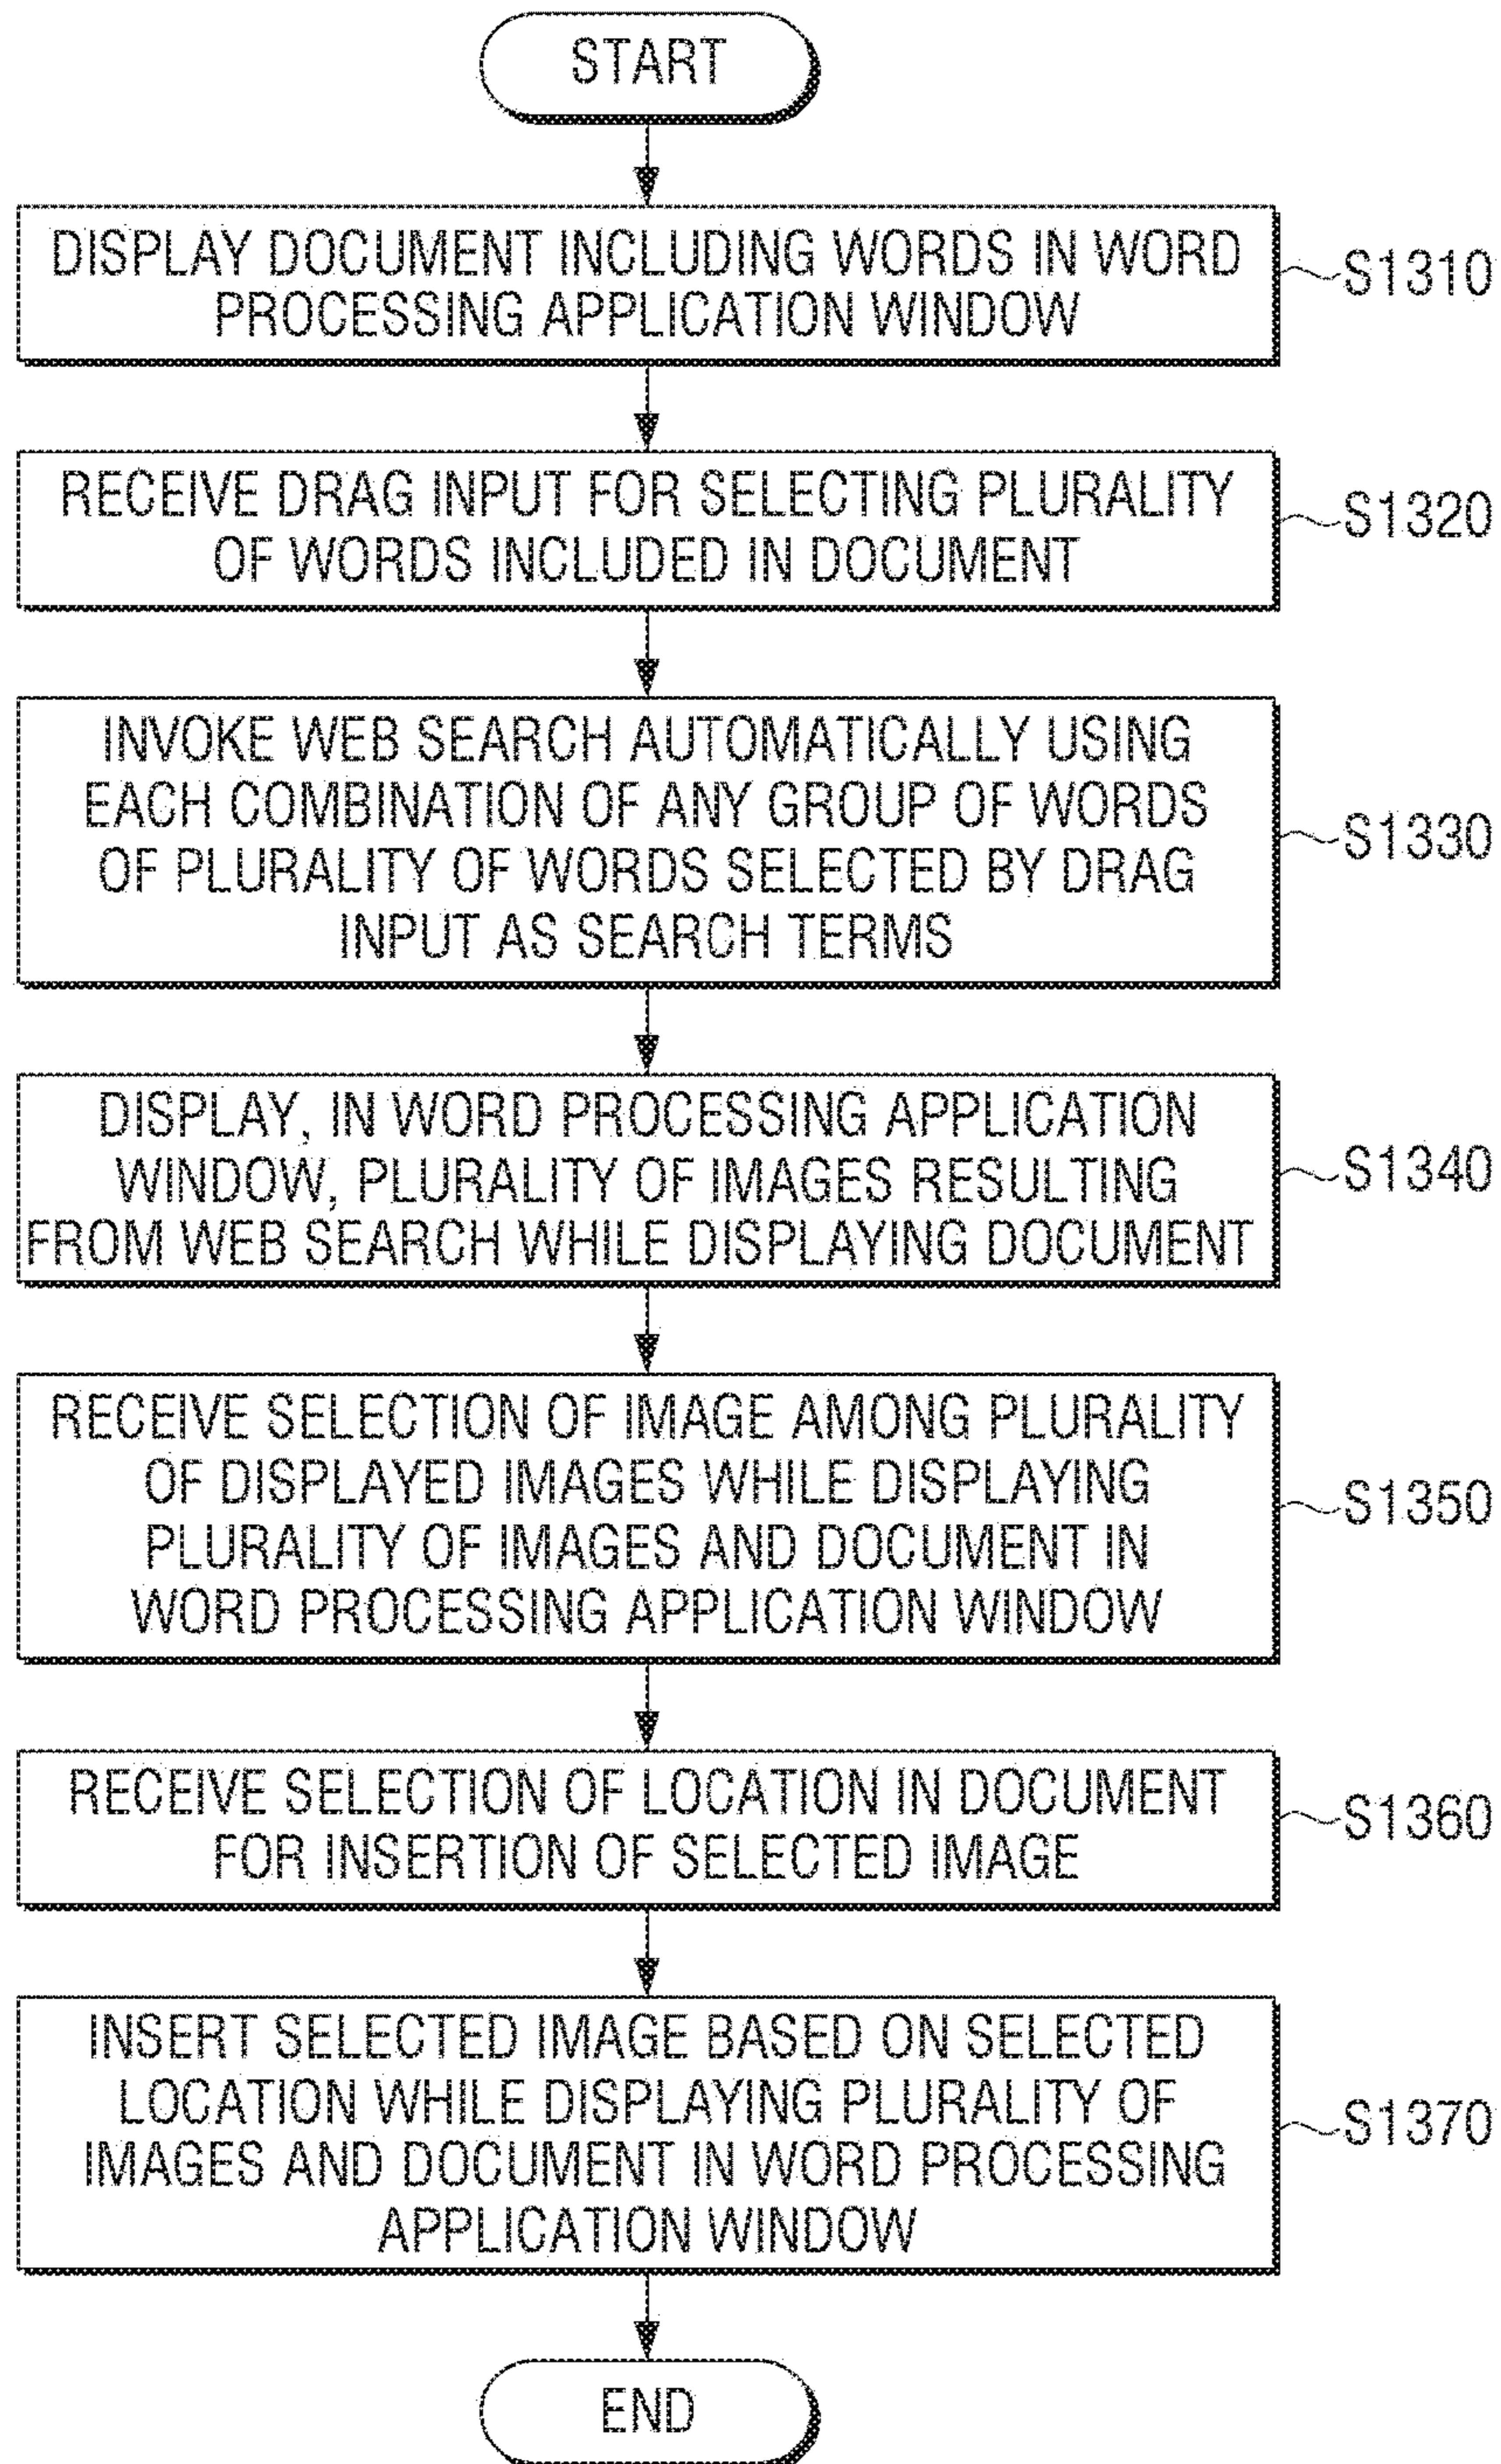 START
DISPLAY DOCUMENT INCLUDING WORDS IN WORD
PROCESSING APPLICATION WINDOW
S1310
RECEIVE DRAG INPUT FOR SELECTING PLURALITY
OF WORDS INCLUDED IN DOCUMENT
S1320
INVOKE WEB SEARCH AUTOMATICALLY USING
EACH COMBINATION OF ANY GROUP OF WORDS
OF PLURALITY OF WORDS SELECTED BY DRAG
INPUT AS SEARCH TERMS
S1330
DISPLAY, IN WORD PROCESSING APPLICATION
WINDOW, PLURALITY OF IMAGES RESULTING
FROM WEB SEARCH WHILE DISPLAYING DOCUMENT
S1340
RECEIVE SELECTION OF IMAGE AMONG PLURALITY
OF DISPLAYED IMAGES WHILE DISPLAYING
PLURALITY OF IMAGES AND DOCUMENT IN
WORD PROCESSING APPLICATION WINDOW
S1350
RECEIVE SELECTION OF LOCATION IN DOCUMENT
FOR INSERTION OF SELECTED IMAGE
S1360
INSERT SELECTED IMAGE BASED ON SELECTED
LOCATION WHILE DISPLAYING PLURALITY OF
IMAGES AND DOCUMENT IN WORD PROCESSING
APPLICATION WINDOW
S1370
END